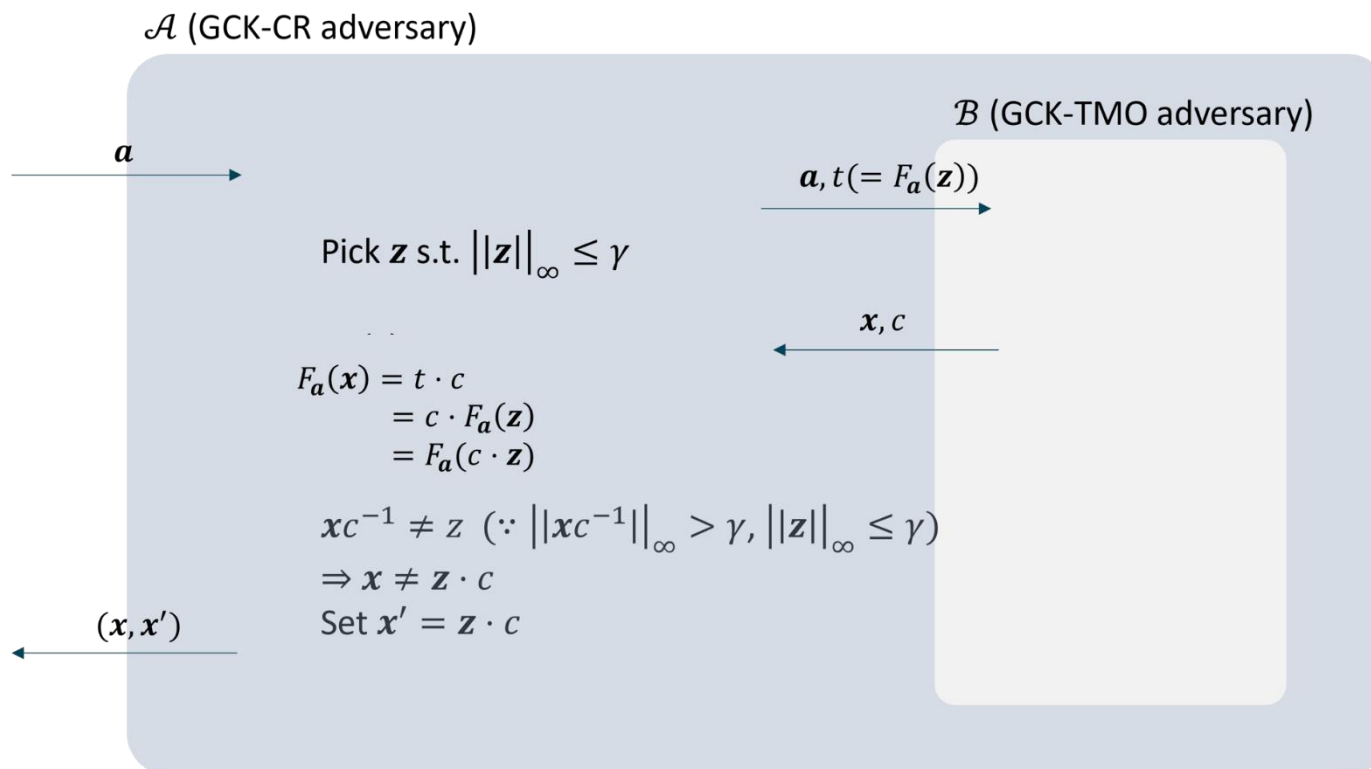 𝒜 (GCK-CR adversary)
ℬ (GCK-TMO adversary)
𝒂
𝒂, t(= F_𝒂(𝒛))
Pick 𝒛 s.t. ||𝒛||_∞ ≤ γ
𝒙, c
F_𝒂(𝒙) = t · c
= c · F_𝒂(𝒛)
= F_𝒂(c · 𝒛)
𝒙c⁻¹ ≠ z (∵ ||𝒙c⁻¹||_∞ > γ, ||𝒛||_∞ ≤ γ)
⇒ 𝒙 ≠ 𝒛 · c
(𝒙, 𝒙′)
Set 𝒙′ = 𝒛 · c